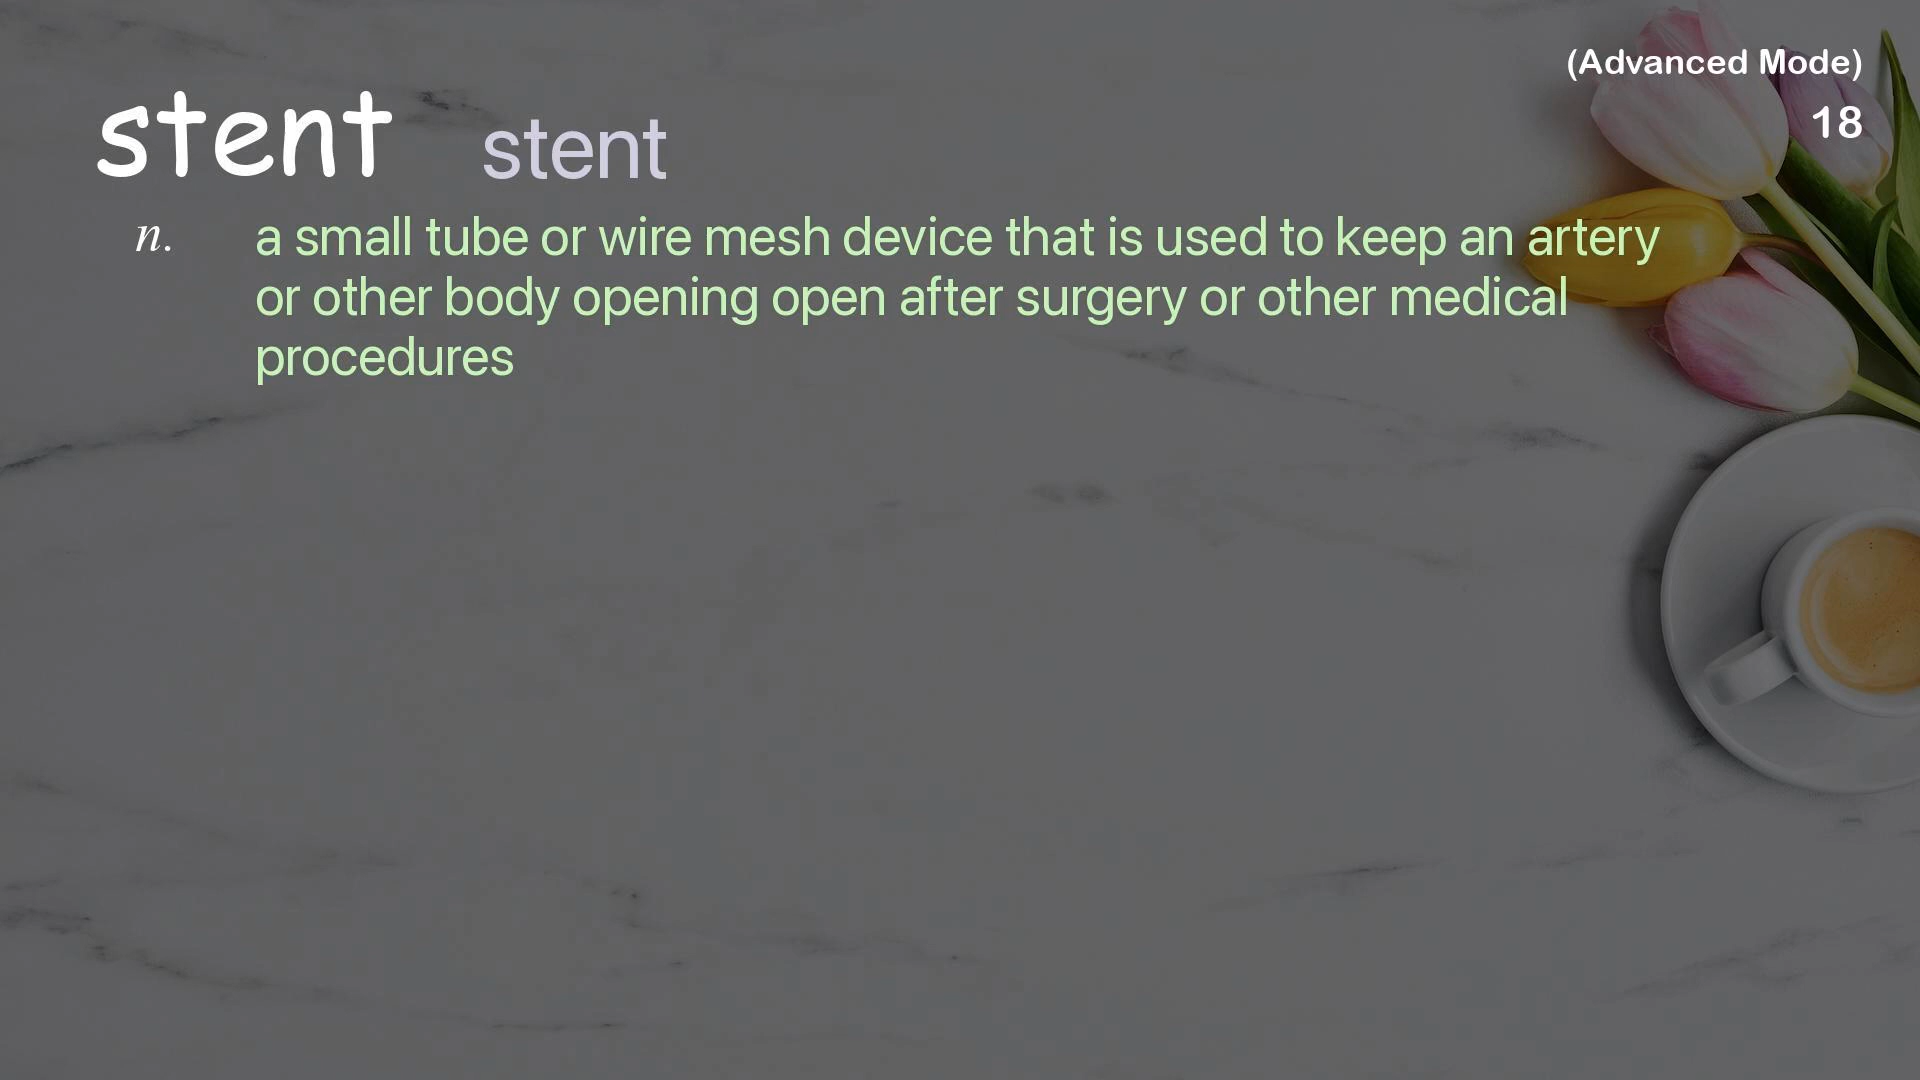 (Advanced Mode)
stent stent
18
n. a small tube or wire mesh device that is used to keep an artery
or other body opening open after surgery or other medical
procedures